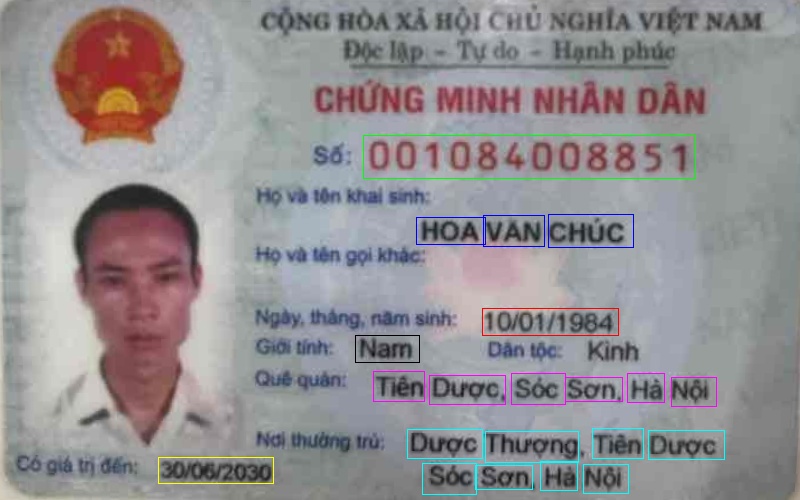 CỘNG HÒA XÃ HỘI CHỦ NGHĨA VIỆT NAM
Độc lập - Tự do - Hạnh phúc
CHỨNG MINH NHÂN DÂN
Số: 001084008851
Họ và tên khai sinh:
HOA VĂN CHÚC
Họ và tên gọi khác:
Ngày, tháng, năm sinh: 10/01/1984
Giới tính: Nam Dân tộc: Kinh
Quê quán: Tiên Dược, Sóc Sơn, Hà Nội
Nơi thường trú: Dược Thượng, Tiên Dược
Sóc Sơn, Hà Nội
Có giá trị đến: 30/06/2030